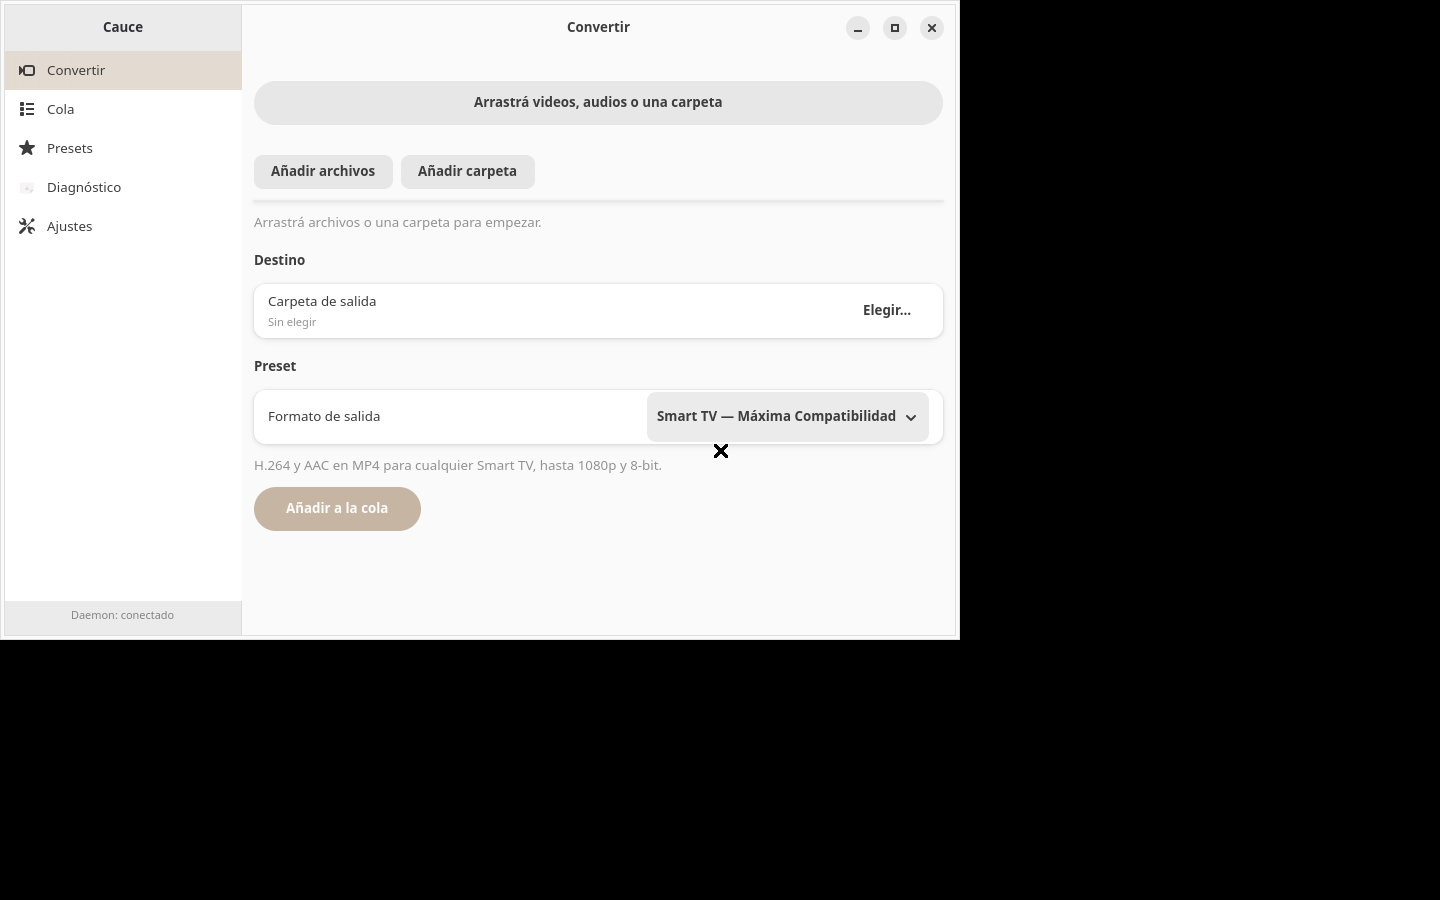 Cauce
Convertir
Convertir
Cola
Presets
Diagnóstico
Ajustes
Daemon: conectado
Arrastrá videos, audios o una carpeta
Añadir archivos
Añadir carpeta
Arrastrá archivos o una carpeta para empezar.
Destino
Carpeta de salida
Sin elegir
Elegir...
Preset
Formato de salida
Smart TV — Máxima Compatibilidad
H.264 y AAC en MP4 para cualquier Smart TV, hasta 1080p y 8-bit.
Añadir a la cola